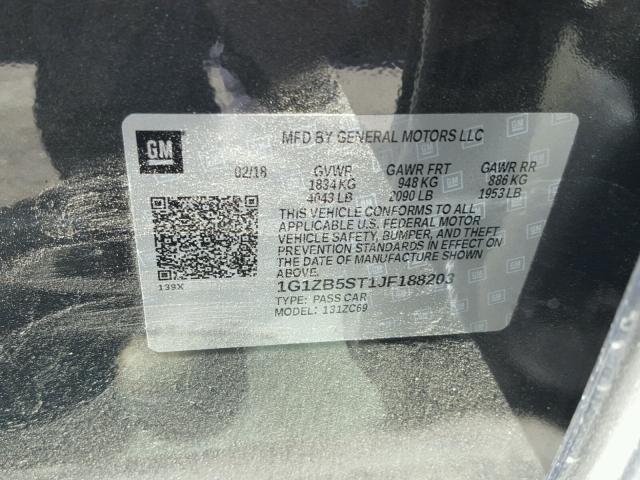 GM
MFD BY GENERAL MOTORS LLC
02/18 GVWR GAWR FRT GAWR RR
1834 KG 948 KG 886 KG
4043 LB 2090 LB 1953 LB
THIS VEHICLE CONFORMS TO ALL
APPLICABLE U.S. FEDERAL MOTOR
VEHICLE SAFETY, BUMPER, AND THEFT
PREVENTION STANDARDS IN EFFECT ON
THE DATE OF MANUFACTURE SHOWN
ABOVE.
139X
1G1ZB5ST1JF188203
TYPE: PASS CAR
MODEL: 131ZC69